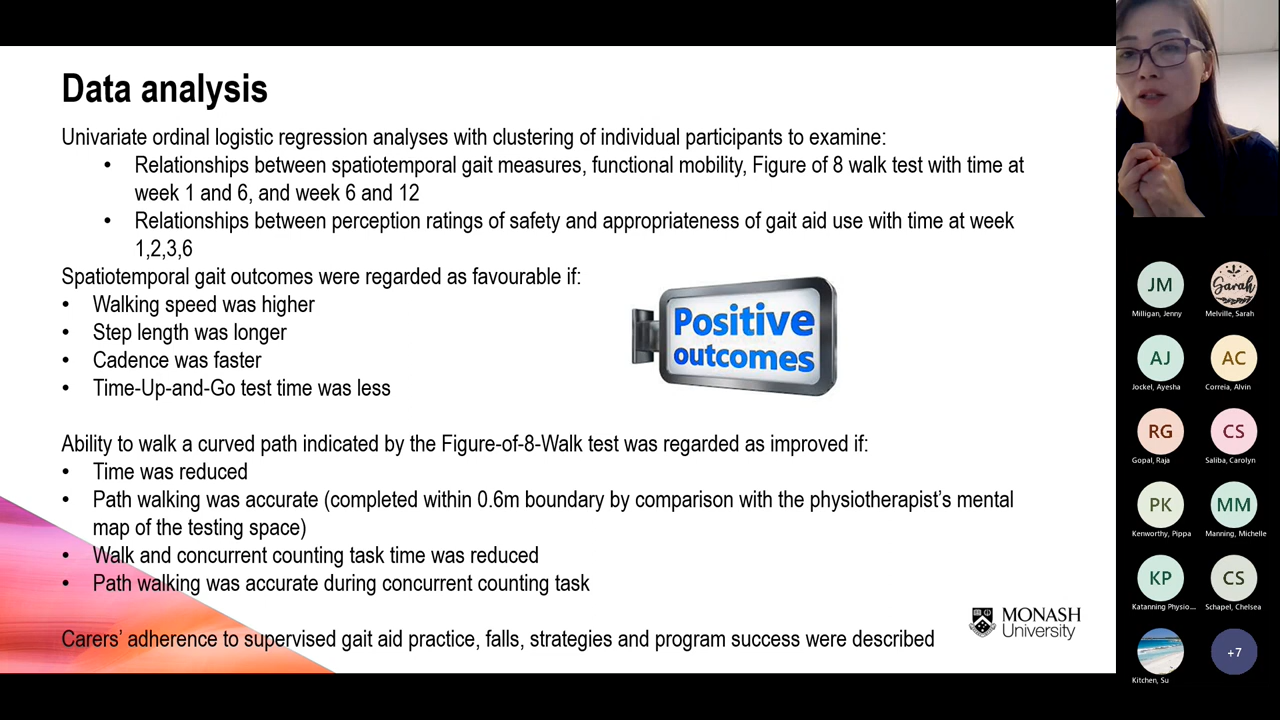 Data analysis
Univariate ordinal logistic regression analyses with clustering of individual participants to examine:
• Relationships between spatiotemporal gait measures, functional mobility, Figure of 8 walk test with time at
week 1 and 6, and week 6 and 12
• Relationships between perception ratings of safety and appropriateness of gait aid use with time at week
1,2,3,6
Spatiotemporal gait outcomes were regarded as favourable if:
• Walking speed was higher
• Step length was longer
• Cadence was faster
• Time-Up-and-Go test time was less
Positive
outcomes
Ability to walk a curved path indicated by the Figure-of-8-Walk test was regarded as improved if:
• Time was reduced
• Path walking was accurate (completed within 0.6m boundary by comparison with the physiotherapist’s mental
map of the testing space)
• Walk and concurrent counting task time was reduced
• Path walking was accurate during concurrent counting task
Carers’ adherence to supervised gait aid practice, falls, strategies and program success were described
MONASH
University
JM
Milligan, Jenny
Sarah
Melville, Sarah
AJ
Jockel, Ayesha
AC
Correia, Alvin
RG
Gopal, Raja
CS
Saliba, Carolyn
PK
Kenworthy, Pippa
MM
Manning, Michelle
KP
Katanning Physio...
CS
Schapel, Chelsea
Kitchen, Su
+7